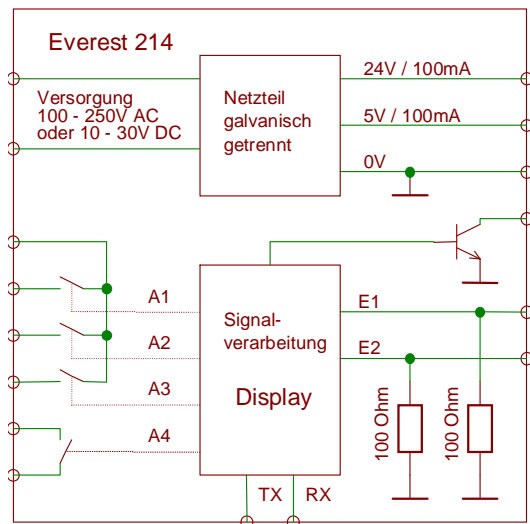 Everest 214
24V / 100mA
Versorgung
100 - 250V AC
oder 10 - 30V DC
Netzteil
galvanisch
getrennt
5V / 100mA
0V
A1
A2
A3
A4
Signal-
verarbeitung
Display
E1
E2
100 Ohm
100 Ohm
TX
RX